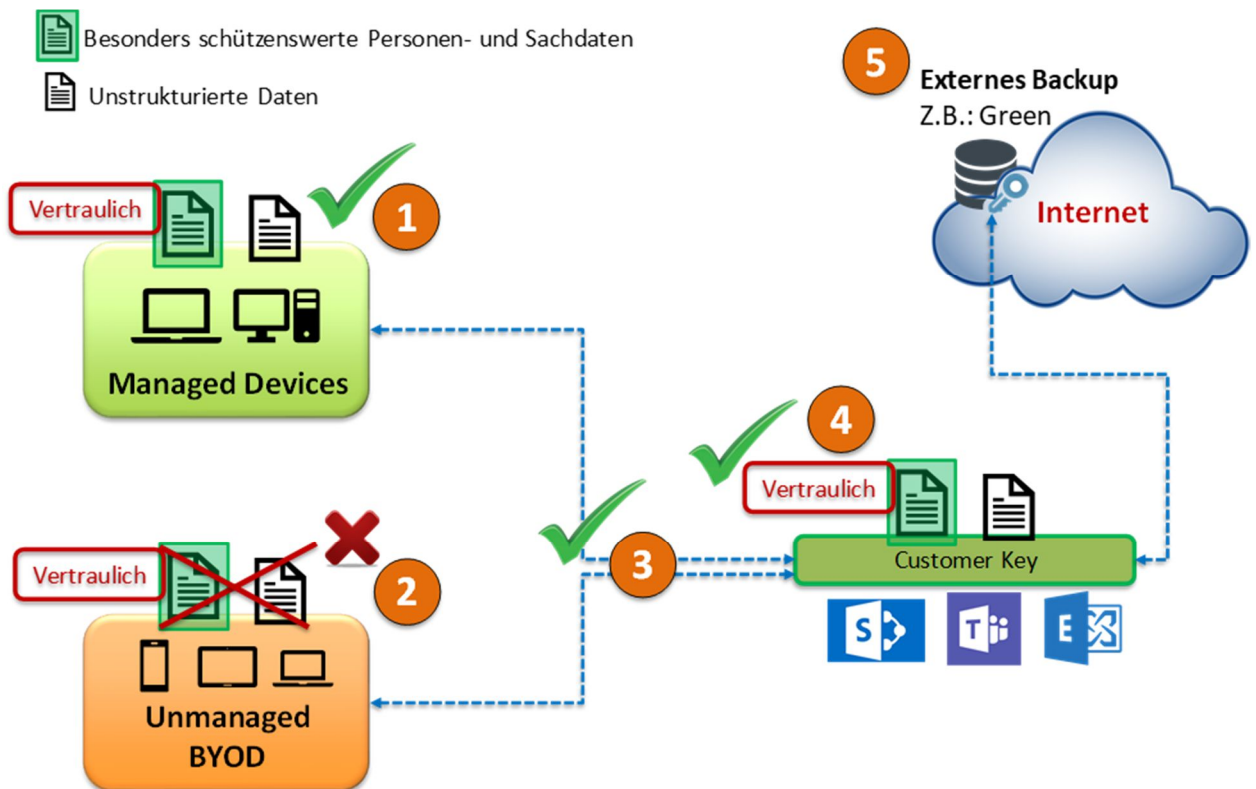 Besonders schützenswerte Personen- und Sachdaten
Unstrukturierte Daten
5
Externes Backup
Z.B.: Green
Internet
Vertraulich
1
Managed Devices
4
Vertraulich
Customer Key
3
S
T
E
Vertraulich
2
Unmanaged
BYOD